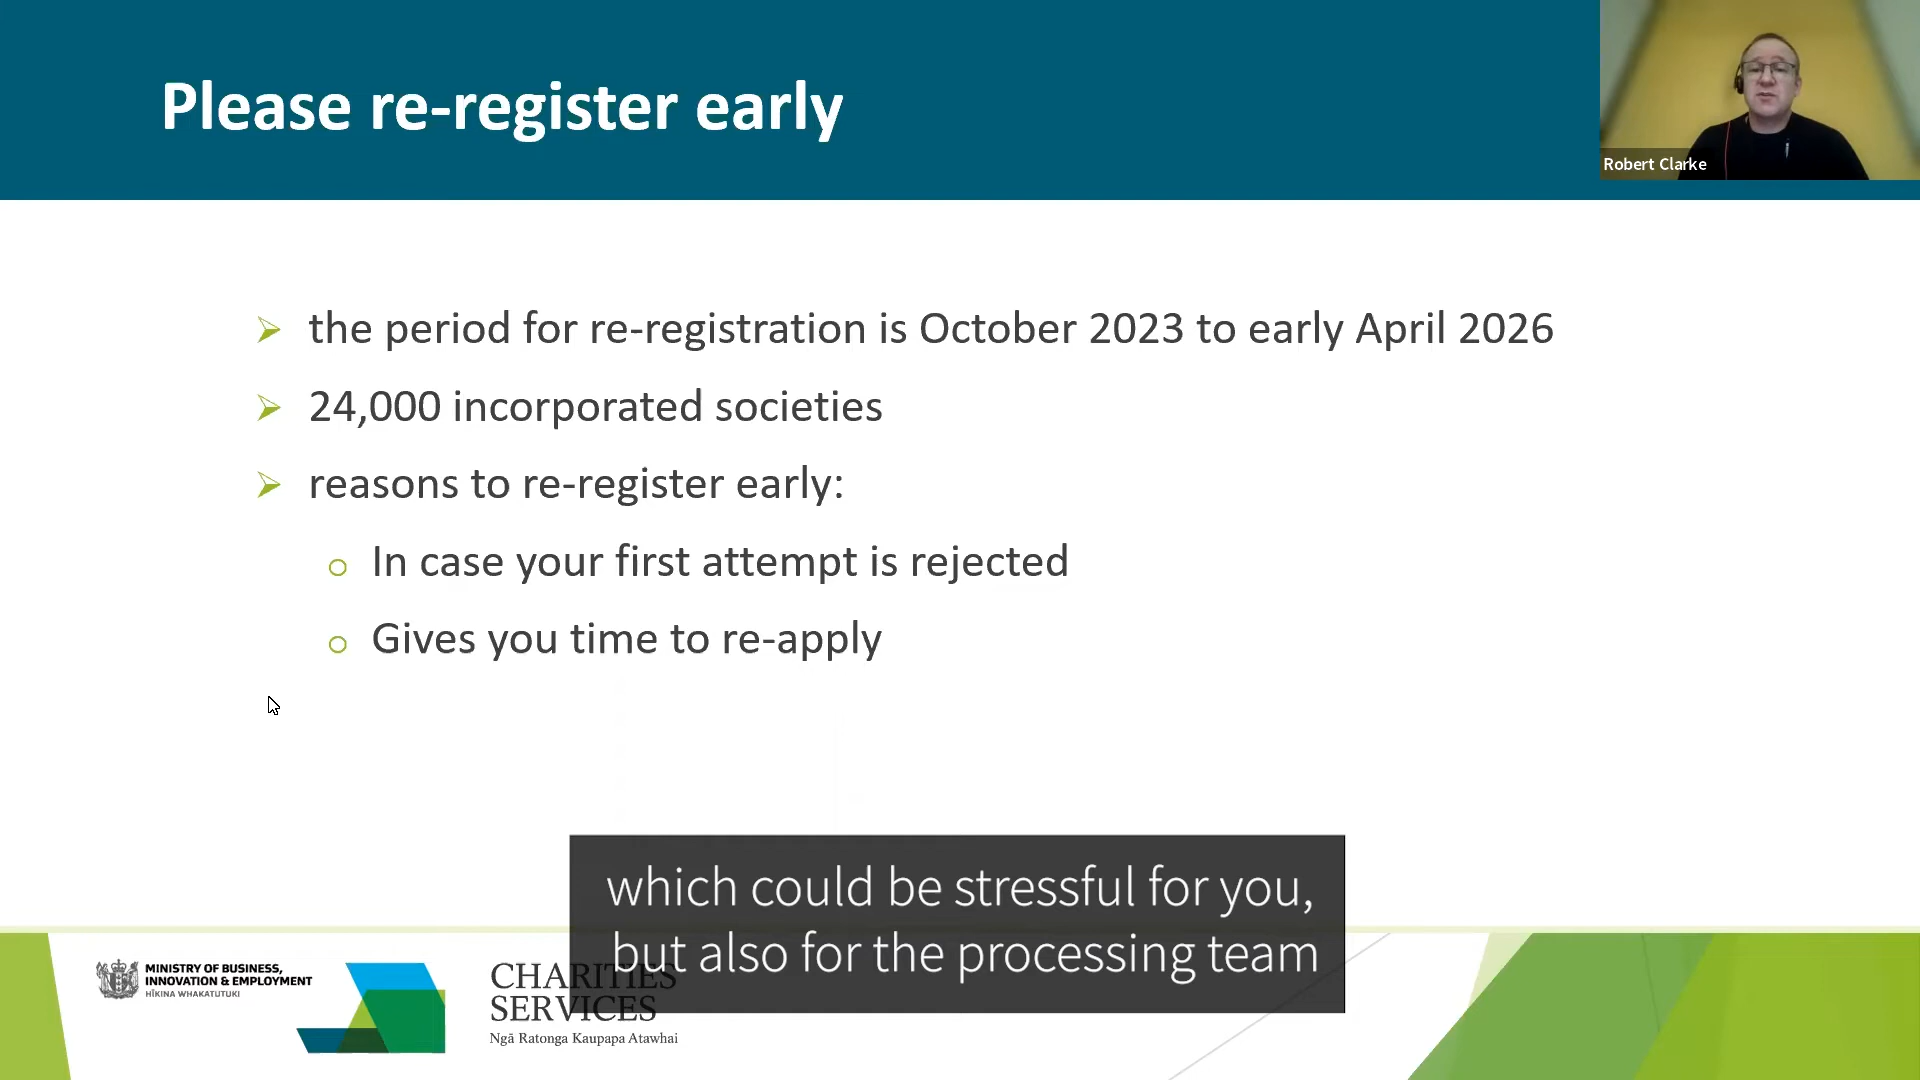 Please re-register early
Robert Clarke
the period for re-registration is October 2023 to early April 2026
24,000 incorporated societies
reasons to re-register early:
In case your first attempt is rejected
Gives you time to re-apply
which could be stressful for you,
but also for the processing team
MINISTRY OF BUSINESS,
INNOVATION & EMPLOYMENT
HĪKINA WHAKATUTUKI
CHARITIES
SERVICES
Ngā Ratonga Kaupapa Atawhai